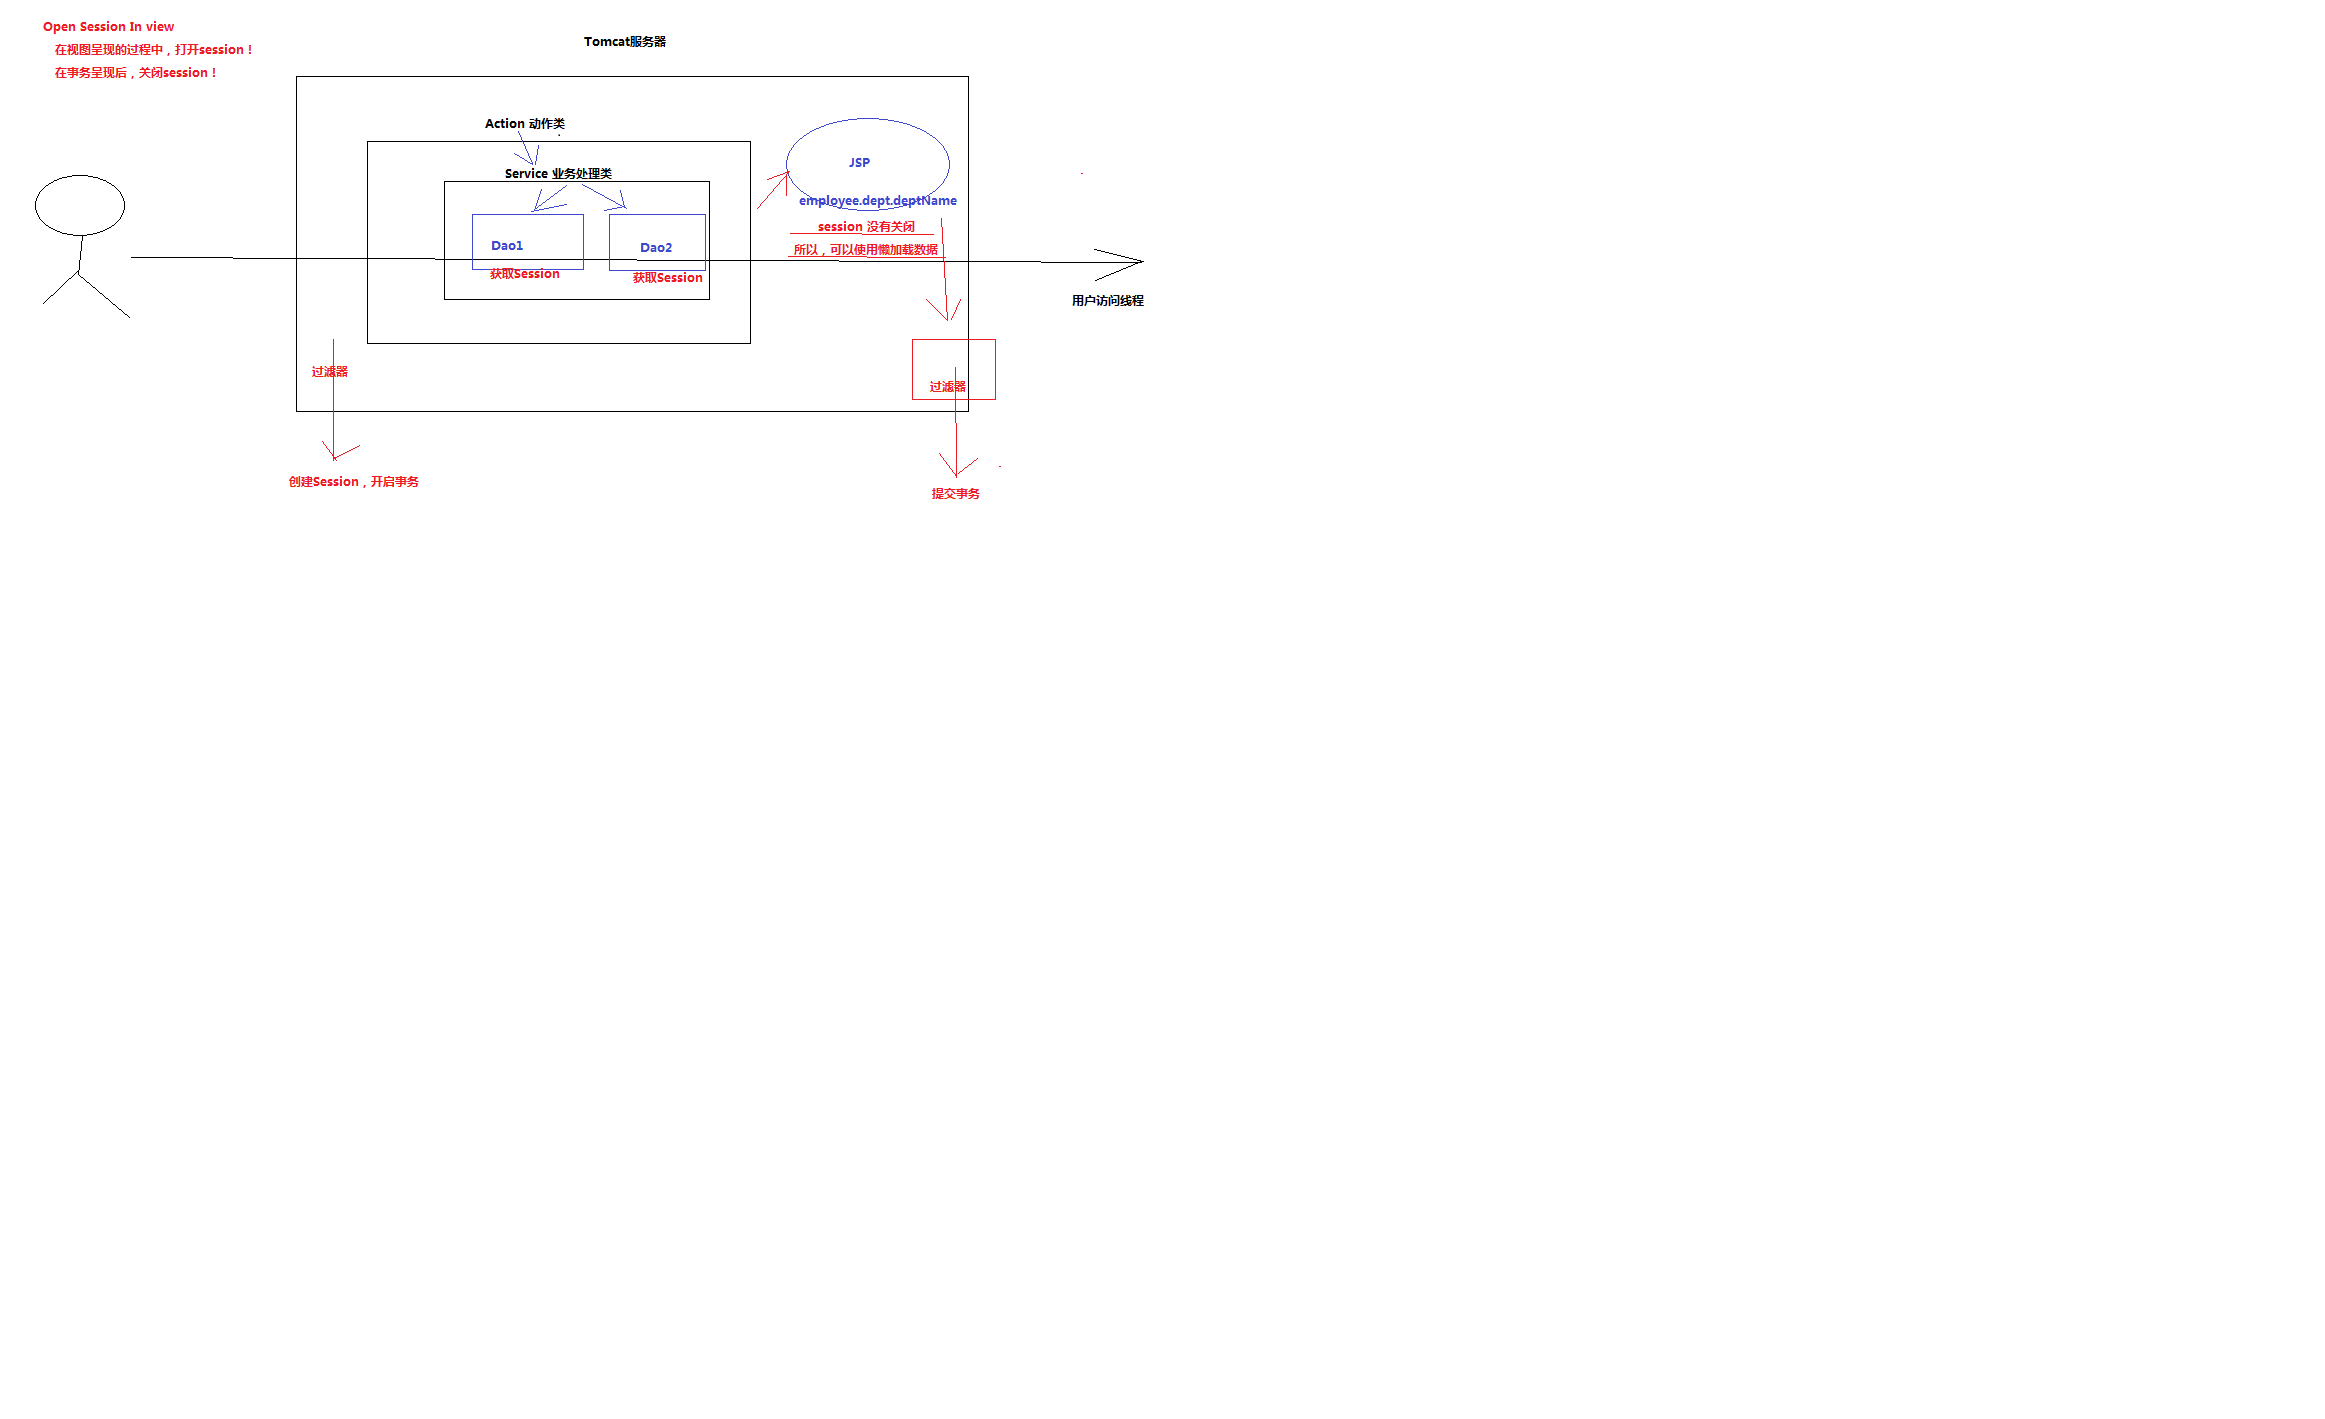 Open Session In view
在视图呈现的过程中，打开session！
在事务呈现后，关闭session！
Tomcat服务器
Action 动作类
Service 业务处理类
Dao1
获取Session
Dao2
获取Session
JSP
employee.dept.deptName
session 没有关闭
所以，可以使用懒加载数据
用户访问线程
过滤器
过滤器
创建Session，开启事务
提交事务